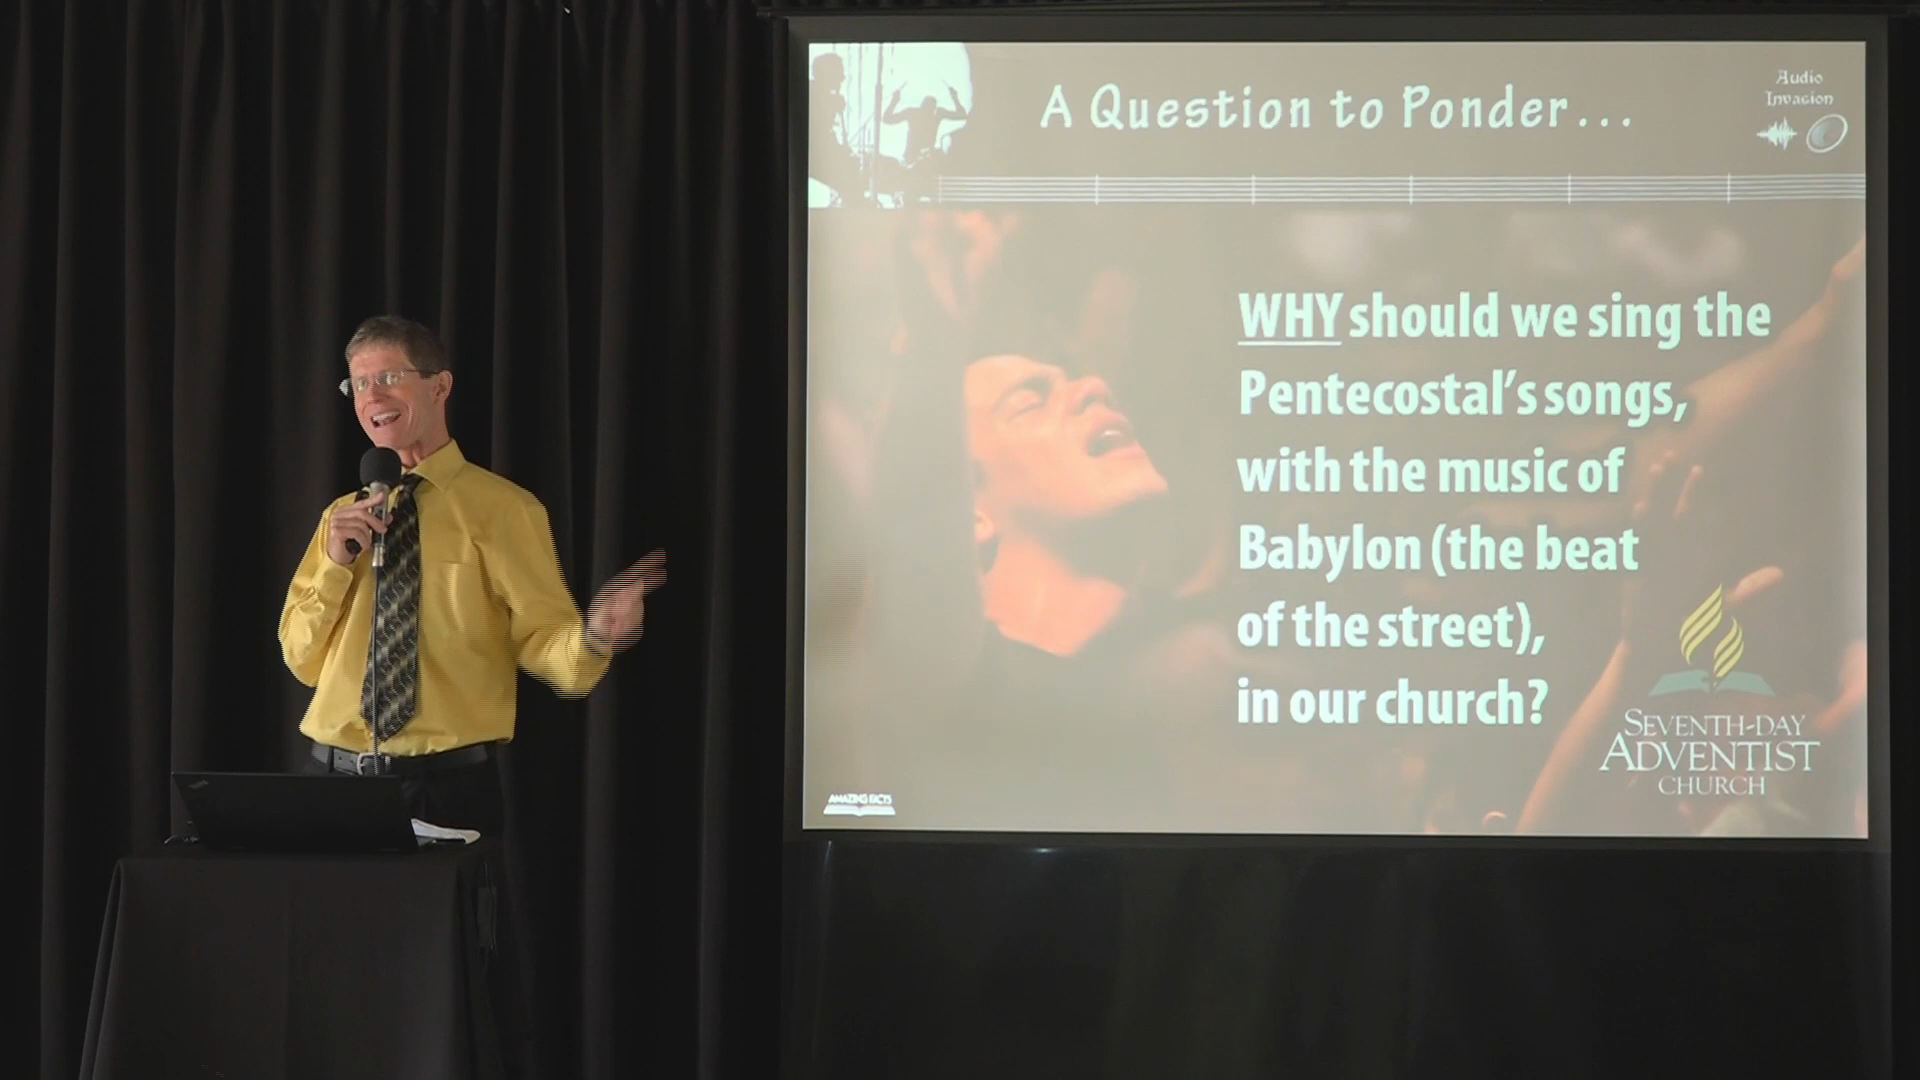 A Question to Ponder...
Audio
Invasion
WHY should we sing the
Pentecostal's songs,
with the music of
Babylon (the beat
of the street),
in our church?
SEVENTH-DAY
ADVENTIST
CHURCH
AMAZING FACTS